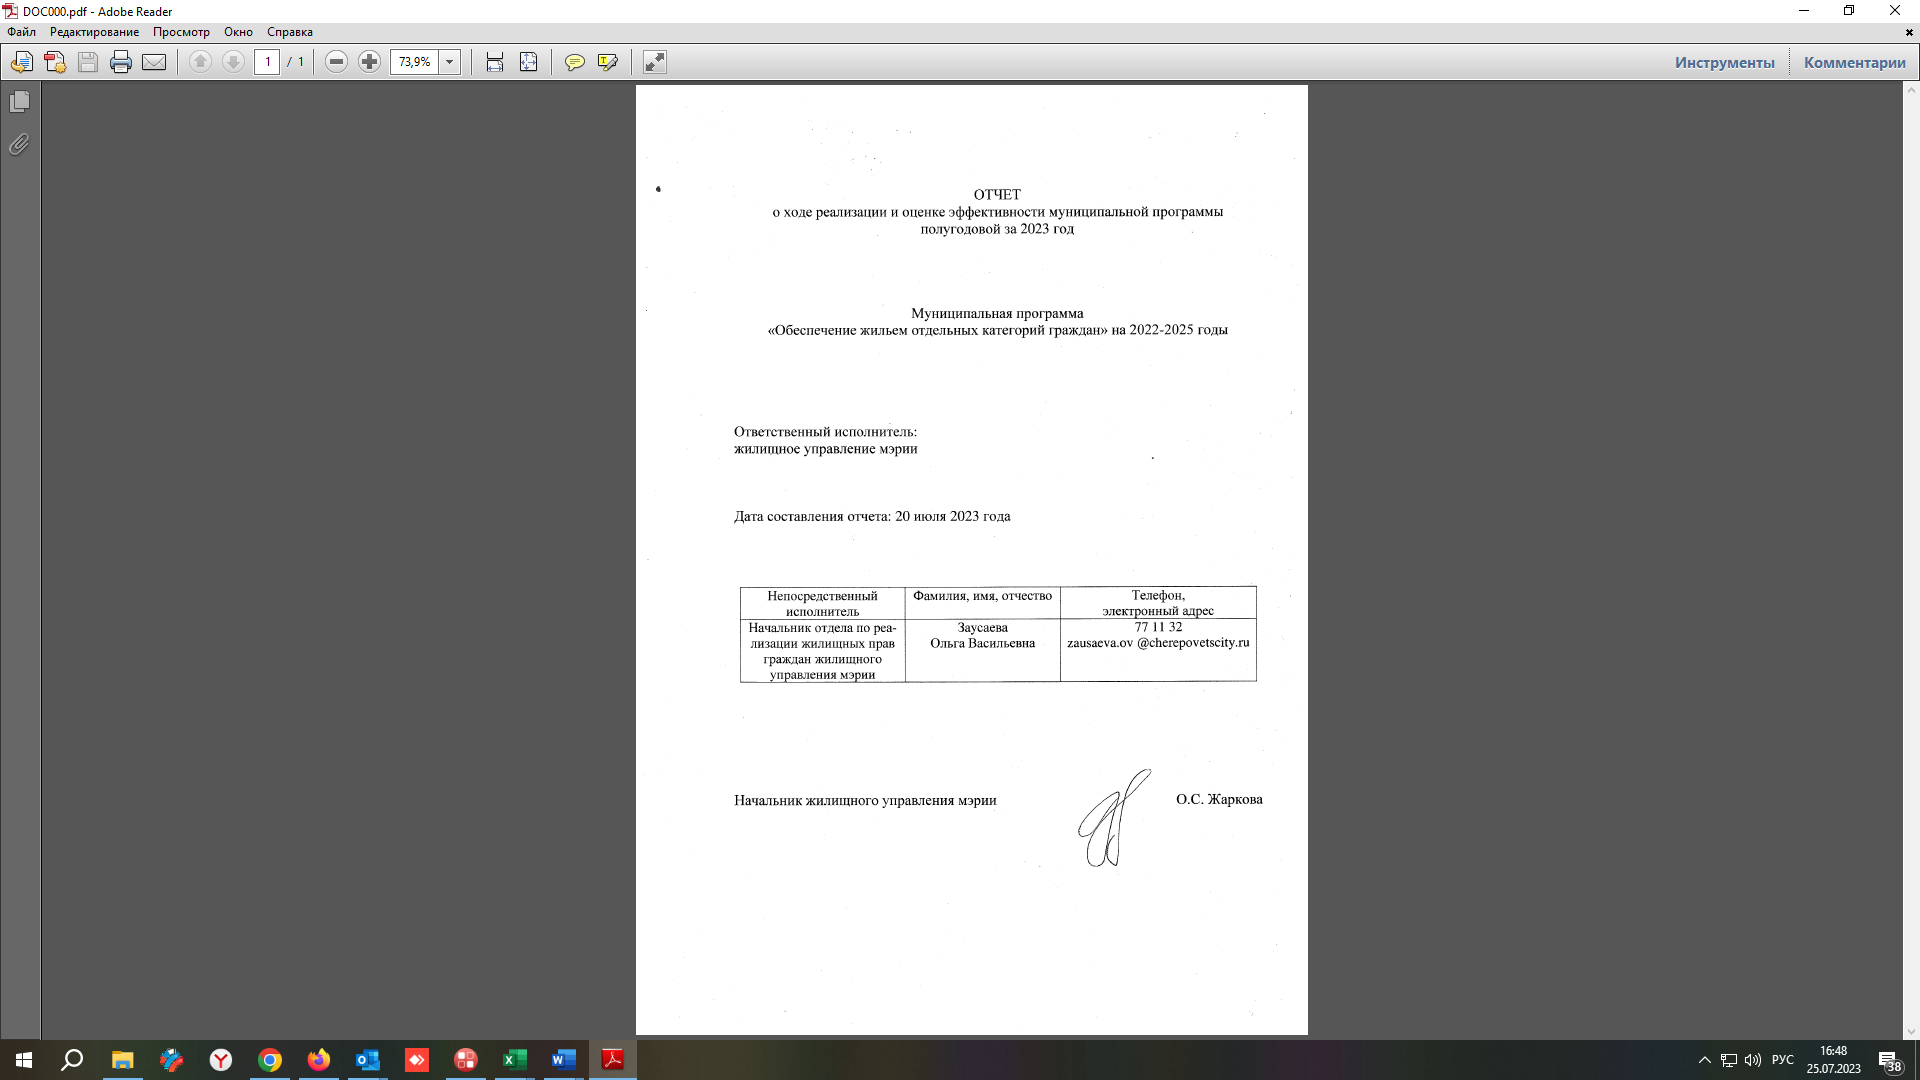 DOC000.pdf - Adobe Reader
Файл Редактирование Просмотр Окно Справка
1 / 1 73,9% Инструменты Комментарии
ОТЧЕТ
о ходе реализации и оценке эффективности муниципальной программы
полугодовой за 2023 год
Муниципальная программа
«Обеспечение жильем отдельных категорий граждан» на 2022-2025 годы
Ответственный исполнитель:
жилищное управление мэрии
Дата составления отчета: 20 июля 2023 года
Непосредственный
исполнитель
Фамилия, имя, отчество
Телефон,
электронный адрес
Начальник отдела по реа-
лизации жилищных прав
граждан жилищного
управления мэрии
Заусаева
Ольга Васильевна
77 11 32
zausaeva.ov @cherepovetscity.ru
Начальник жилищного управления мэрии О.С. Жаркова
РУС
16:48
25.07.2023
38